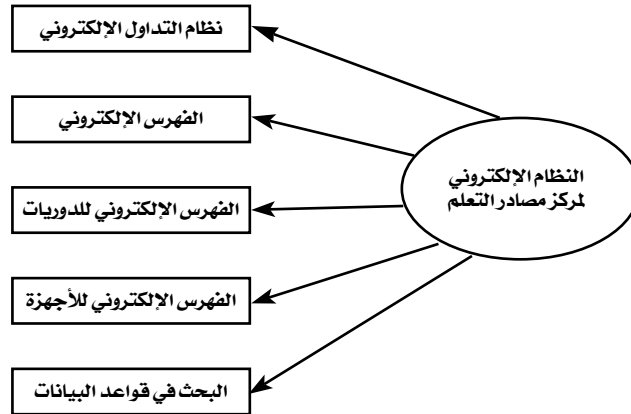 نظام التداول الإلكتروني
الفهرس الإلكتروني
النظام الإلكتروني
لمركز مصادر التعلم
الفهرس الإلكتروني للدوريات
الفهرس الإلكتروني للأجهزة
البحث في قواعد البيانات